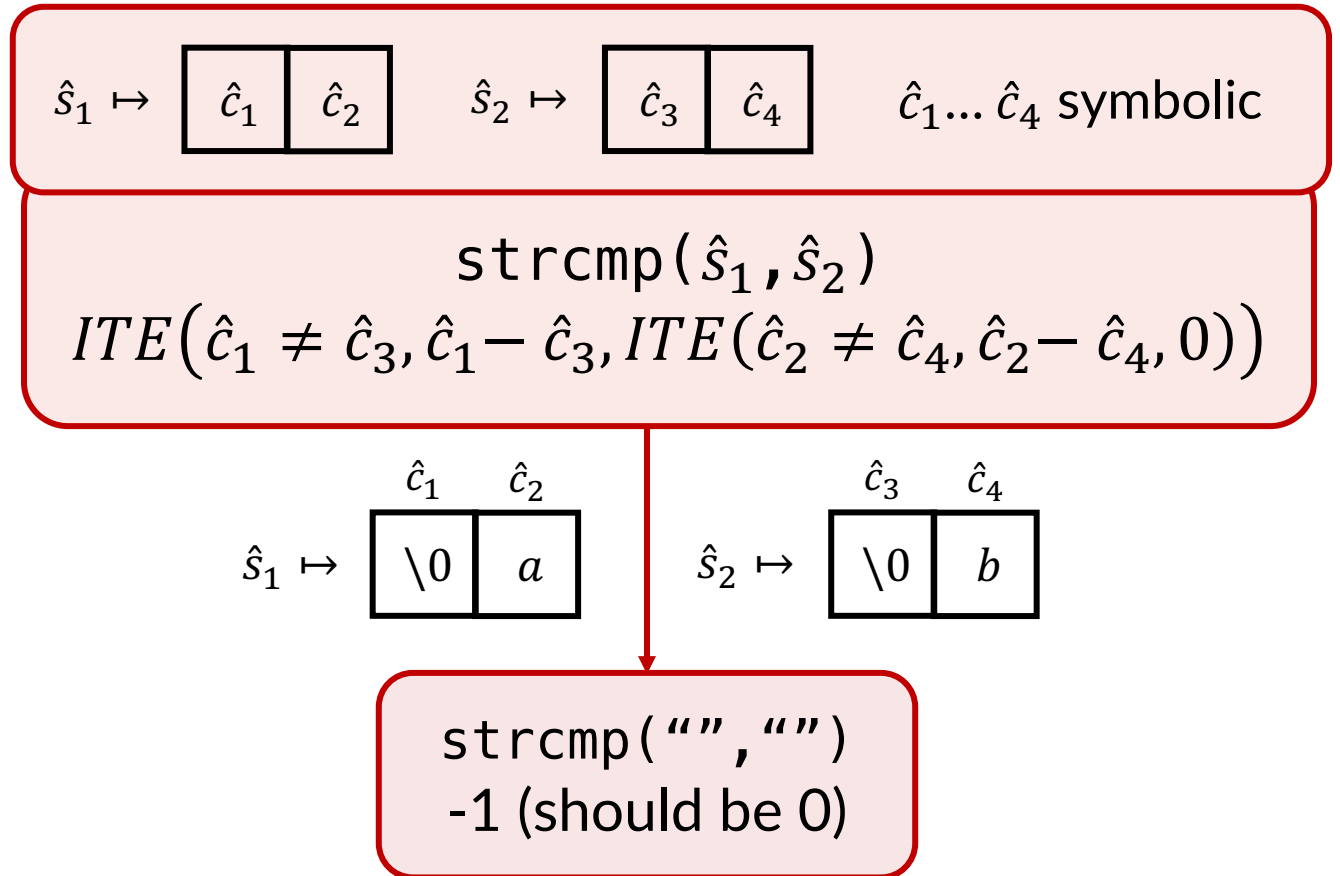 ŝ₁ ↦ ĉ₁ ĉ₂ ŝ₂ ↦ ĉ₃ ĉ₄ ĉ₁... ĉ₄ symbolic
strcmp(ŝ₁,ŝ₂)
ITE(ĉ₁ ≠ ĉ₃, ĉ₁− ĉ₃, ITE(ĉ₂ ≠ ĉ₄, ĉ₂− ĉ₄, 0))
ĉ₁ ĉ₂ ĉ₃ ĉ₄
ŝ₁ ↦ \0 a ŝ₂ ↦ \0 b
strcmp(“”,“”)
-1 (should be 0)